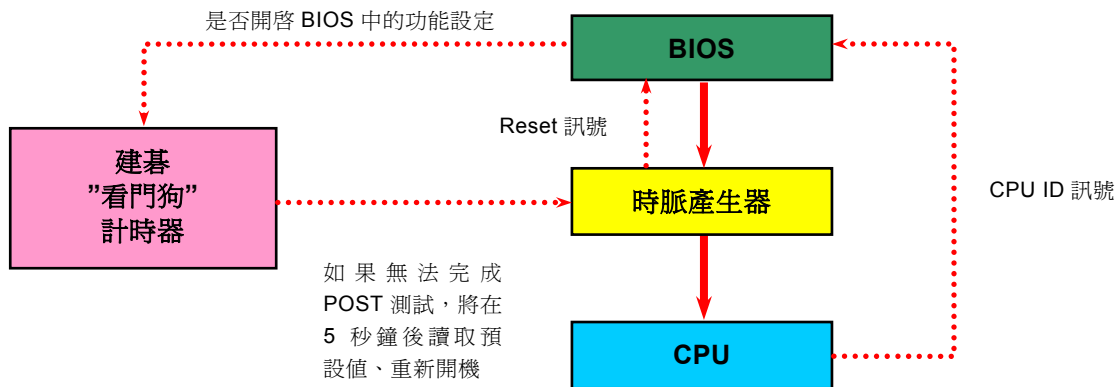 是否開啓 BIOS 中的功能設定
BIOS
Reset 訊號
建碁
”看門狗”
計時器
時脈產生器
CPU ID 訊號
如果無法完成
POST 測試，將在
5 秒鐘後讀取預
設值、重新開機
CPU